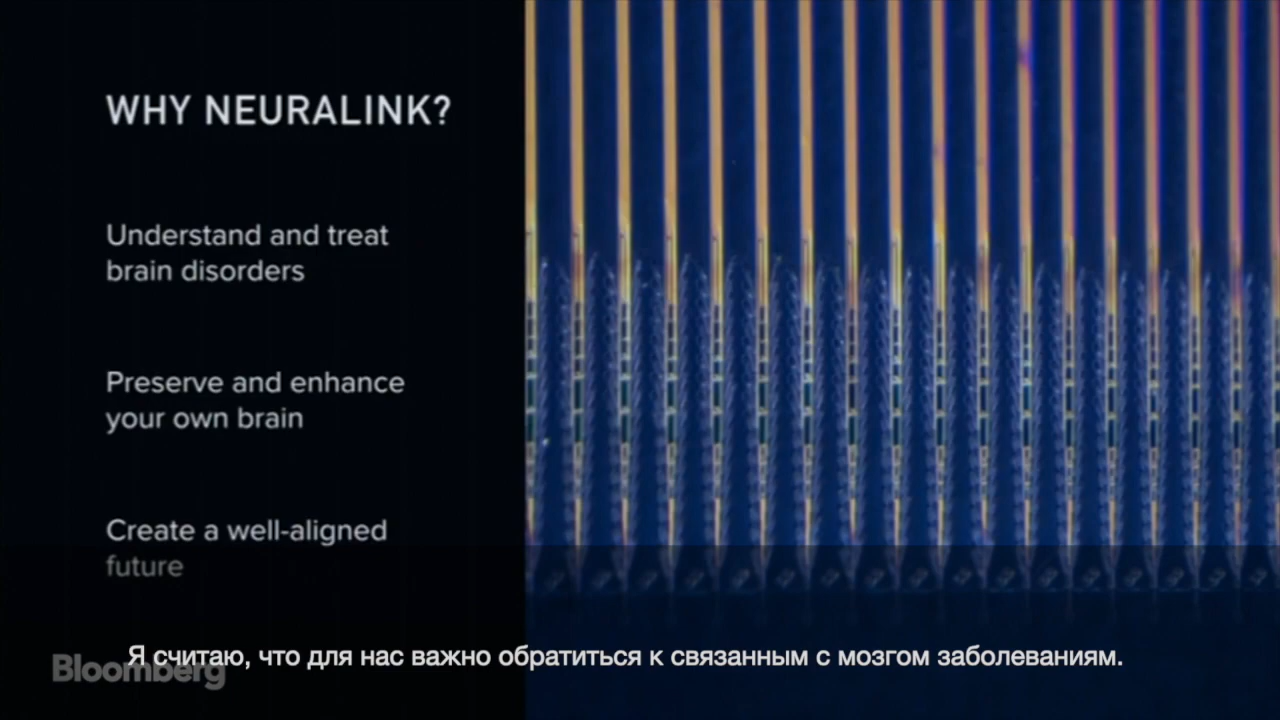 WHY NEURALINK?
Understand and treat
brain disorders
Preserve and enhance
your own brain
Create a well-aligned
future
Я считаю, что для нас важно обратиться к связанным с мозгом заболеваниям.
Bloomberg